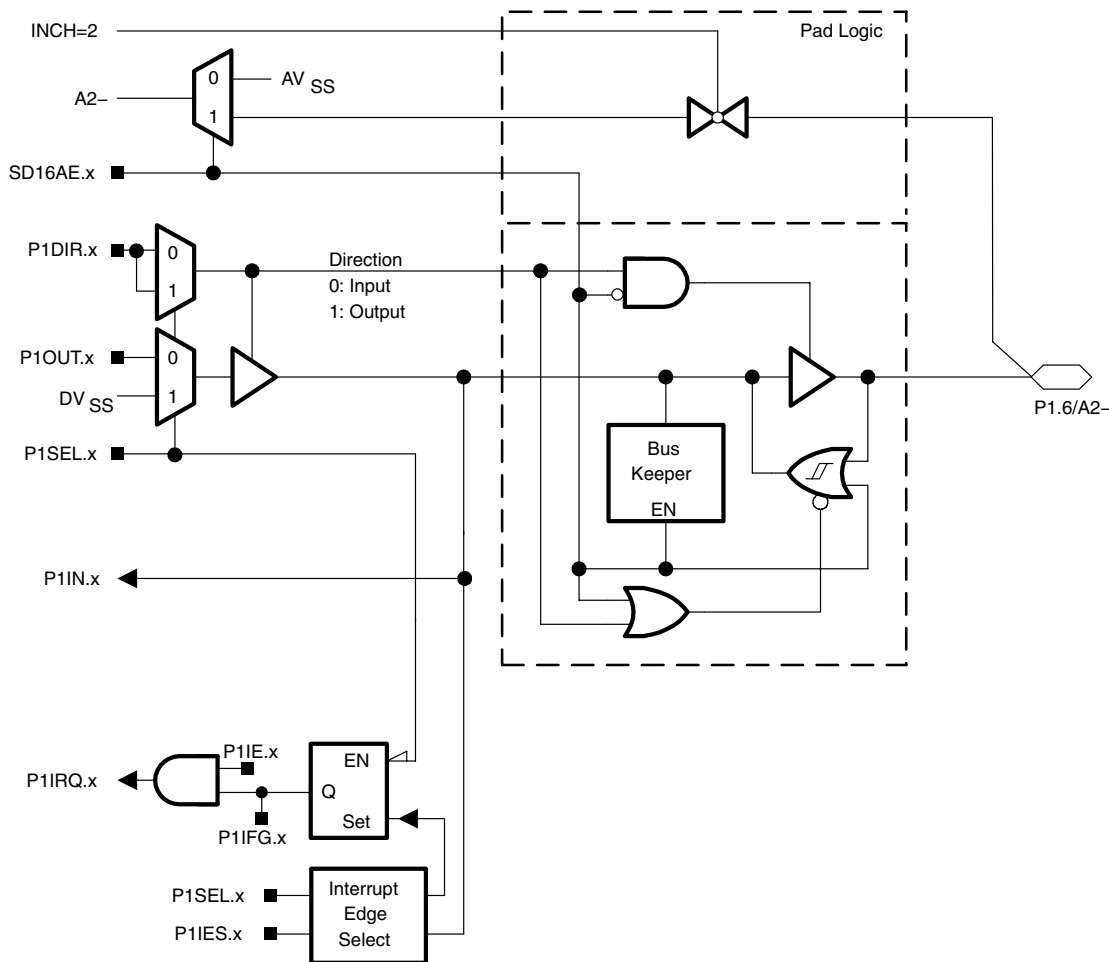 INCH=2
Pad Logic
0
AV SS
A2–
1
SD16AE.x
P1DIR.x
0
1
Direction
0: Input
1: Output
P1OUT.x
0
DV SS
1
P1SEL.x
P1.6/A2–
Bus
Keeper
EN
P1IN.x
P1IE.x
EN
P1IRQ.x
Q
Set
P1IFG.x
P1SEL.x
P1IES.x
Interrupt
Edge
Select